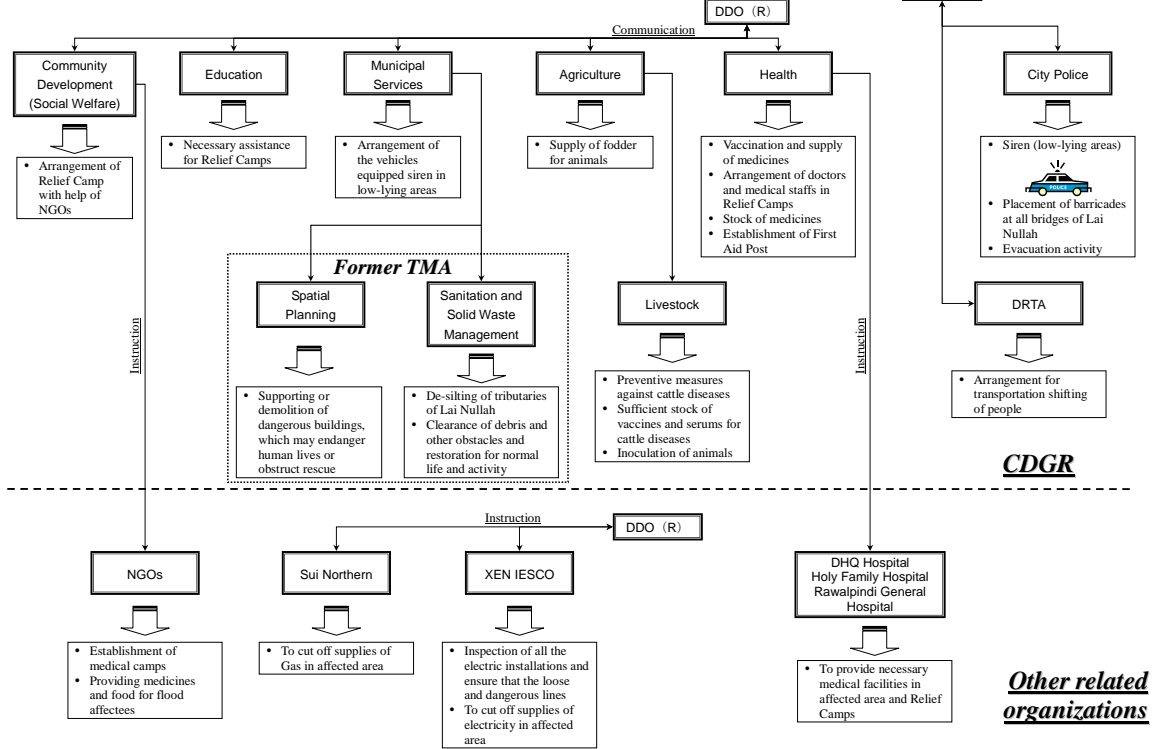 DDO（R）
Communication
Community
Development
(Social Welfare)
Education
Municipal
Services
Agriculture
Health
City Police
• Arrangement of
Relief Camp
with help of
NGOs
• Necessary assistance
for Relief Camps
• Arrangement of
the vehicles
equipped siren in
low-lying areas
• Supply of fodder
for animals
• Vaccination and supply
of medicines
• Arrangement of doctors
and medical staffs in
Relief Camps
• Stock of medicines
• Establishment of First
Aid Post
• Siren (low-lying areas)
POLICE
• Placement of barricades
at all bridges of Lai
Nullah
• Evacuation activity
Former TMA
Spatial
Planning
Sanitation and
Solid Waste
Management
Livestock
DRTA
Instruction
Instruction
• Supporting or
demolition of
dangerous buildings,
which may endanger
human lives or
obstruct rescue
• De-silting of tributaries
of Lai Nullah
• Clearance of debris and
other obstacles and
restoration for normal
life and activity
• Preventive measures
against cattle diseases
• Sufficient stock of
vaccines and serums for
cattle diseases
• Inoculation of animals
• Arrangement for
transportation shifting
of people
CDGR
Instruction
DDO（R）
NGOs
Sui Northern
XEN IESCO
DHQ Hospital
Holy Family Hospital
Rawalpindi General
Hospital
• Establishment of
medical camps
• Providing medicines
and food for flood
affectees
• To cut off supplies of
Gas in affected area
• Inspection of all the
electric installations and
ensure that the loose
and dangerous lines
• To cut off supplies of
electricity in affected
area
• To provide necessary
medical facilities in
affected area and Relief
Camps
Other related
organizations